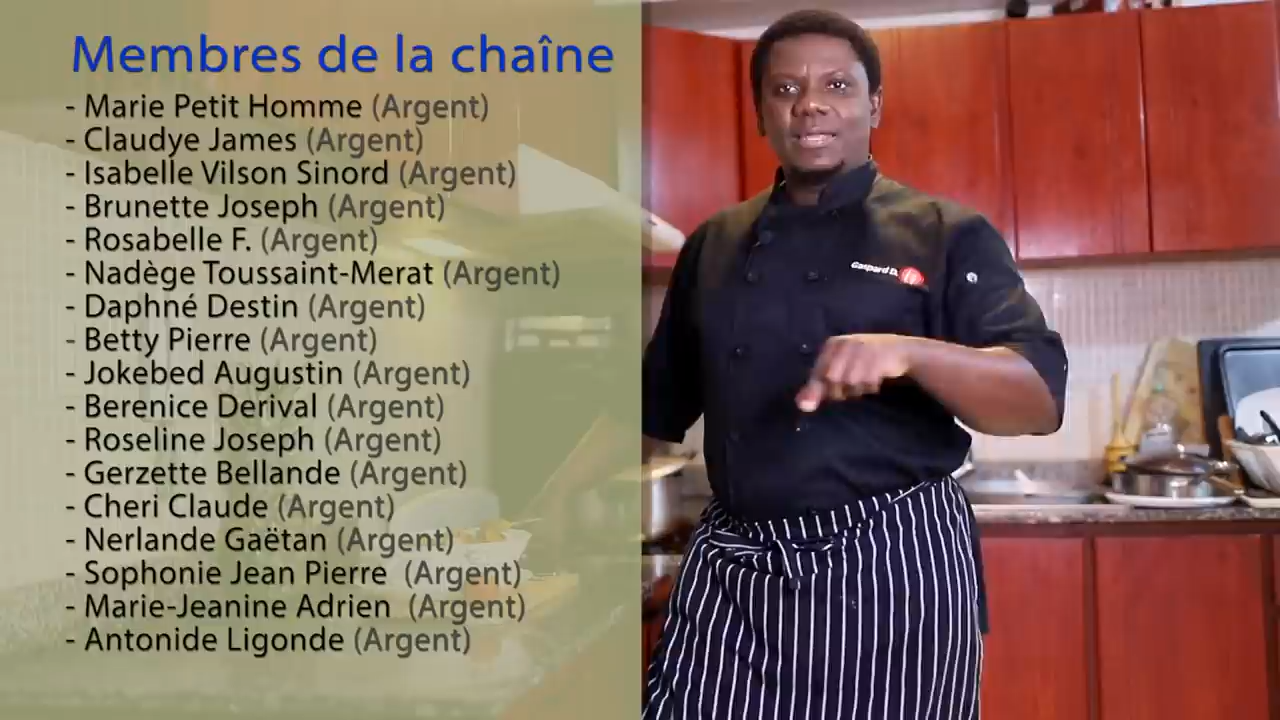 Membres de la chaîne
- Marie Petit Homme (Argent)
- Claudye James (Argent)
- Isabelle Vilson Sinord (Argent)
- Brunette Joseph (Argent)
- Rosabelle F. (Argent)
- Nadège Toussaint-Merat (Argent)
- Daphné Destin (Argent)
- Betty Pierre (Argent)
- Jokebed Augustin (Argent)
- Berenice Derival (Argent)
- Roseline Joseph (Argent)
- Gerzette Bellande (Argent)
- Cheri Claude (Argent)
- Nerlande Gaëtan (Argent)
- Sophonie Jean Pierre (Argent)
- Marie-Jeanine Adrien (Argent)
- Antonide Ligonde (Argent)
Gaspard D.